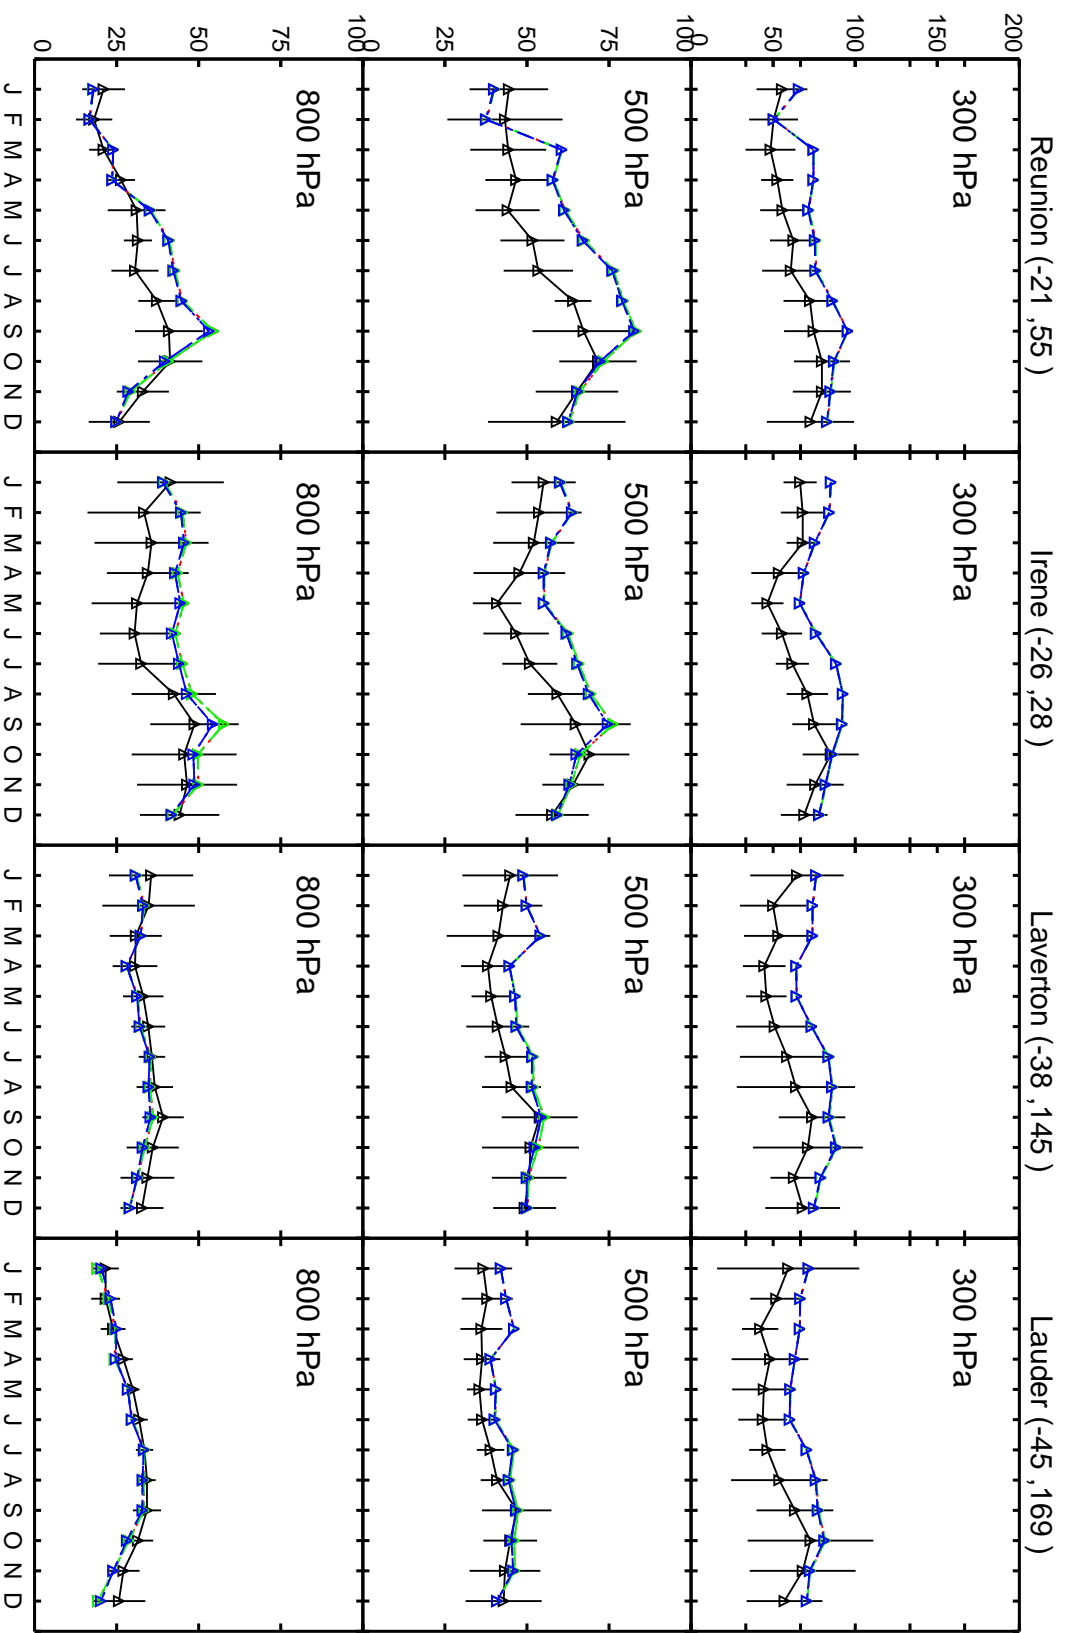 Reunion (-21 ,55 )
Irene (-26 ,28 )
Laverton (-38 ,145 )
Lauder (-45 ,169 )
200
150
100
50
0
300 hPa
300 hPa
300 hPa
300 hPa
100
75
50
25
0
500 hPa
500 hPa
500 hPa
500 hPa
100
75
50
25
0
800 hPa
800 hPa
800 hPa
800 hPa
J F M A M J J A S O N D
J F M A M J J A S O N D
J F M A M J J A S O N D
J F M A M J J A S O N D